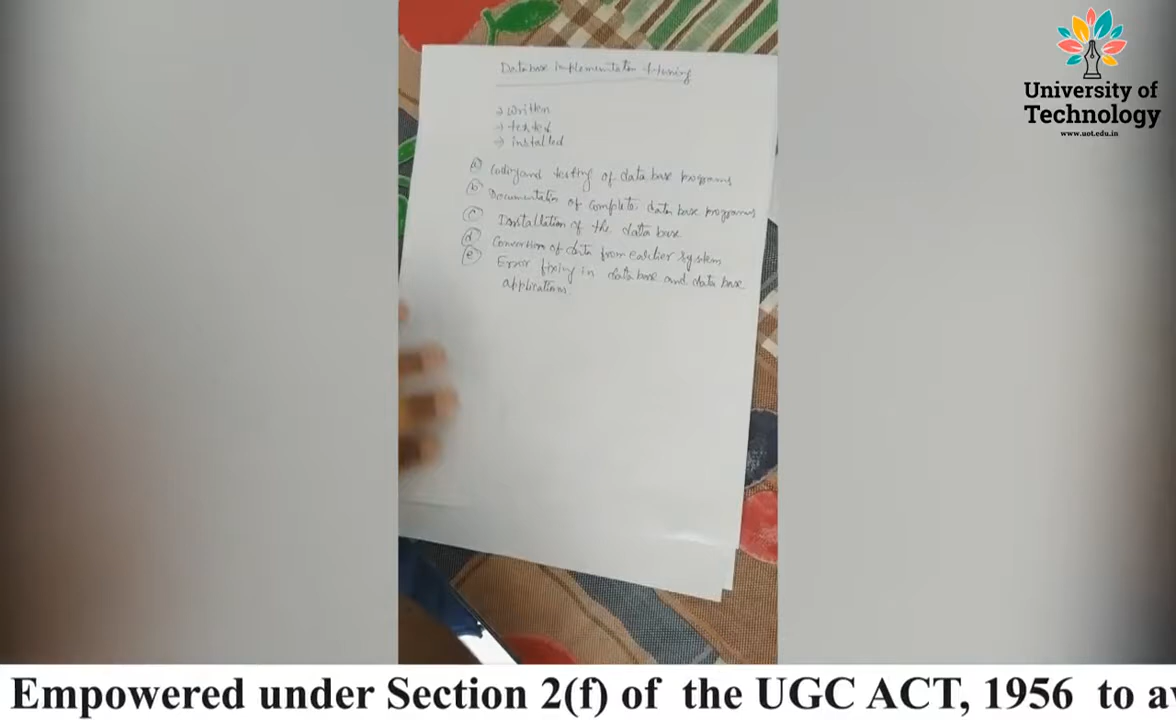 Database implementation & tuning
→ written
→ tested
→ installed
(a) Coding and testing of data base programs
(b) Documentation of complete data base programs
(c) Installation of the data base
(d) Conversion of data from earlier system
(e) Error fixing in data base and data base
applications.
University of
Technology
www.uot.edu.in
Empowered under Section 2(f) of the UGC ACT, 1956 to a